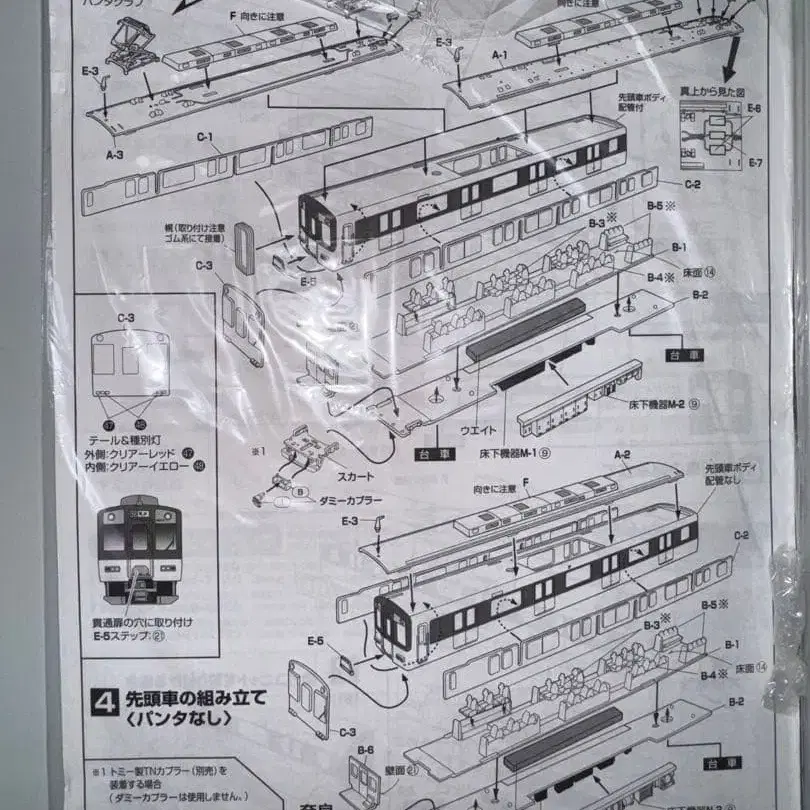 パンタグラフ
F 向きに注意
E-3
A-3
C-1
E-3
A-1
先頭車ボディ
配管付
真上から見た図
E-6
E-7
C-2
幌(取り付け注意
ゴム系にて接着)
C-3
E-5
B-3※
B-5※
B-1
床面⑭
B-4※
B-2
台車
ウエイト
床下機器M-2⑨
床下機器M-1⑨
台車
※1
スカート
B
ダミーカプラー
C-3
㊼ ㊽
テール&種別灯
外側:クリアーレッド㊼
内側:クリアーイエロー㊽
貫通扉の穴に取り付け
E-5ステップ:㉑
A-2
F
向きに注意
先頭車ボディ
配管なし
E-3
C-2
E-5
B-3※
B-5※
B-1
床面⑭
B-4※
B-2
C-3
B-6
壁面㉑
台車
4 先頭車の組み立て
〈パンタなし〉
※1 トミー製TNカプラー(別売)を
装着する場合
(ダミーカプラーは使用しません。)